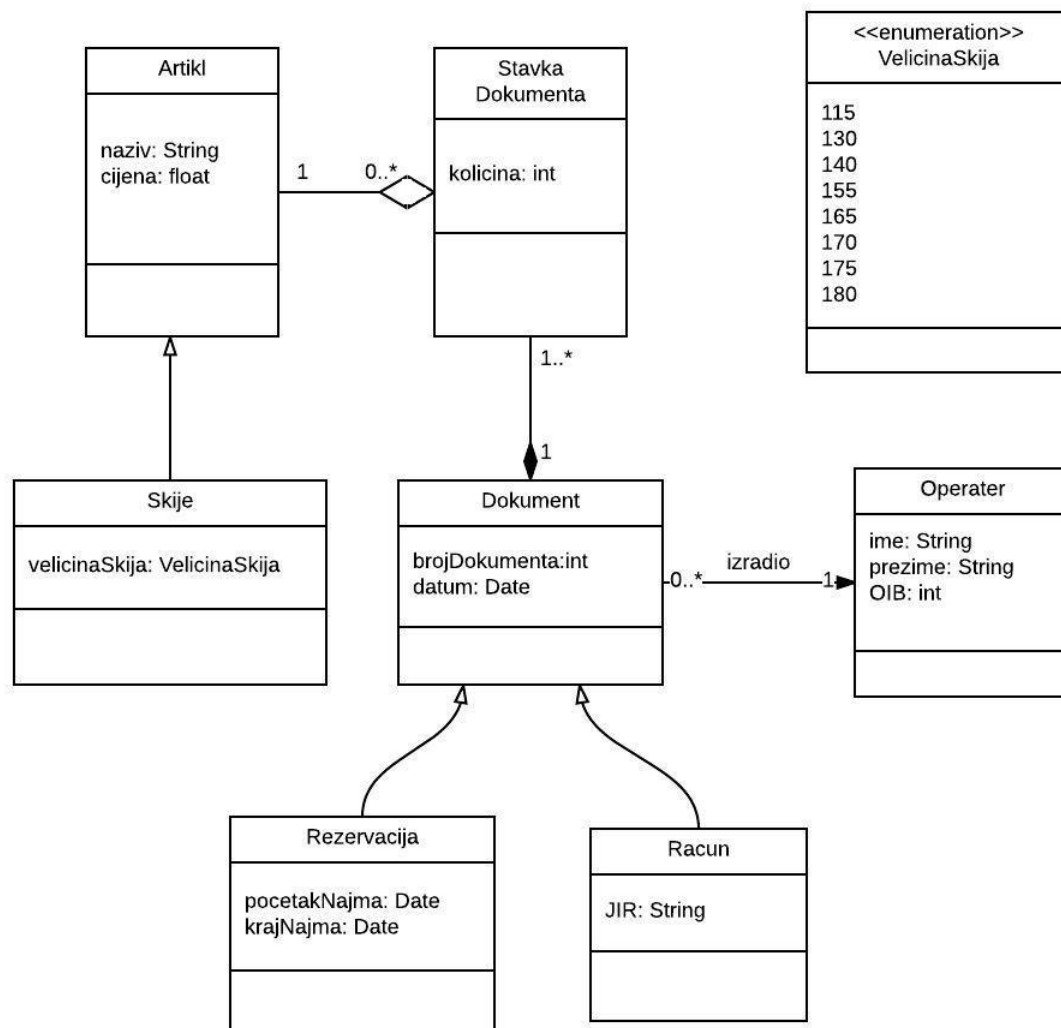 Artikl
naziv: String
cijena: float
1
0..*
Stavka
Dokumenta
kolicina: int
<<enumeration>>
VelicinaSkija
115
130
140
155
165
170
175
180
1..*
1
Skije
velicinaSkija: VelicinaSkija
Dokument
brojDokumenta:int
datum: Date
0..*
izradio
1
Operater
ime: String
prezime: String
OIB: int
Rezervacija
pocetakNajma: Date
krajNajma: Date
Racun
JIR: String